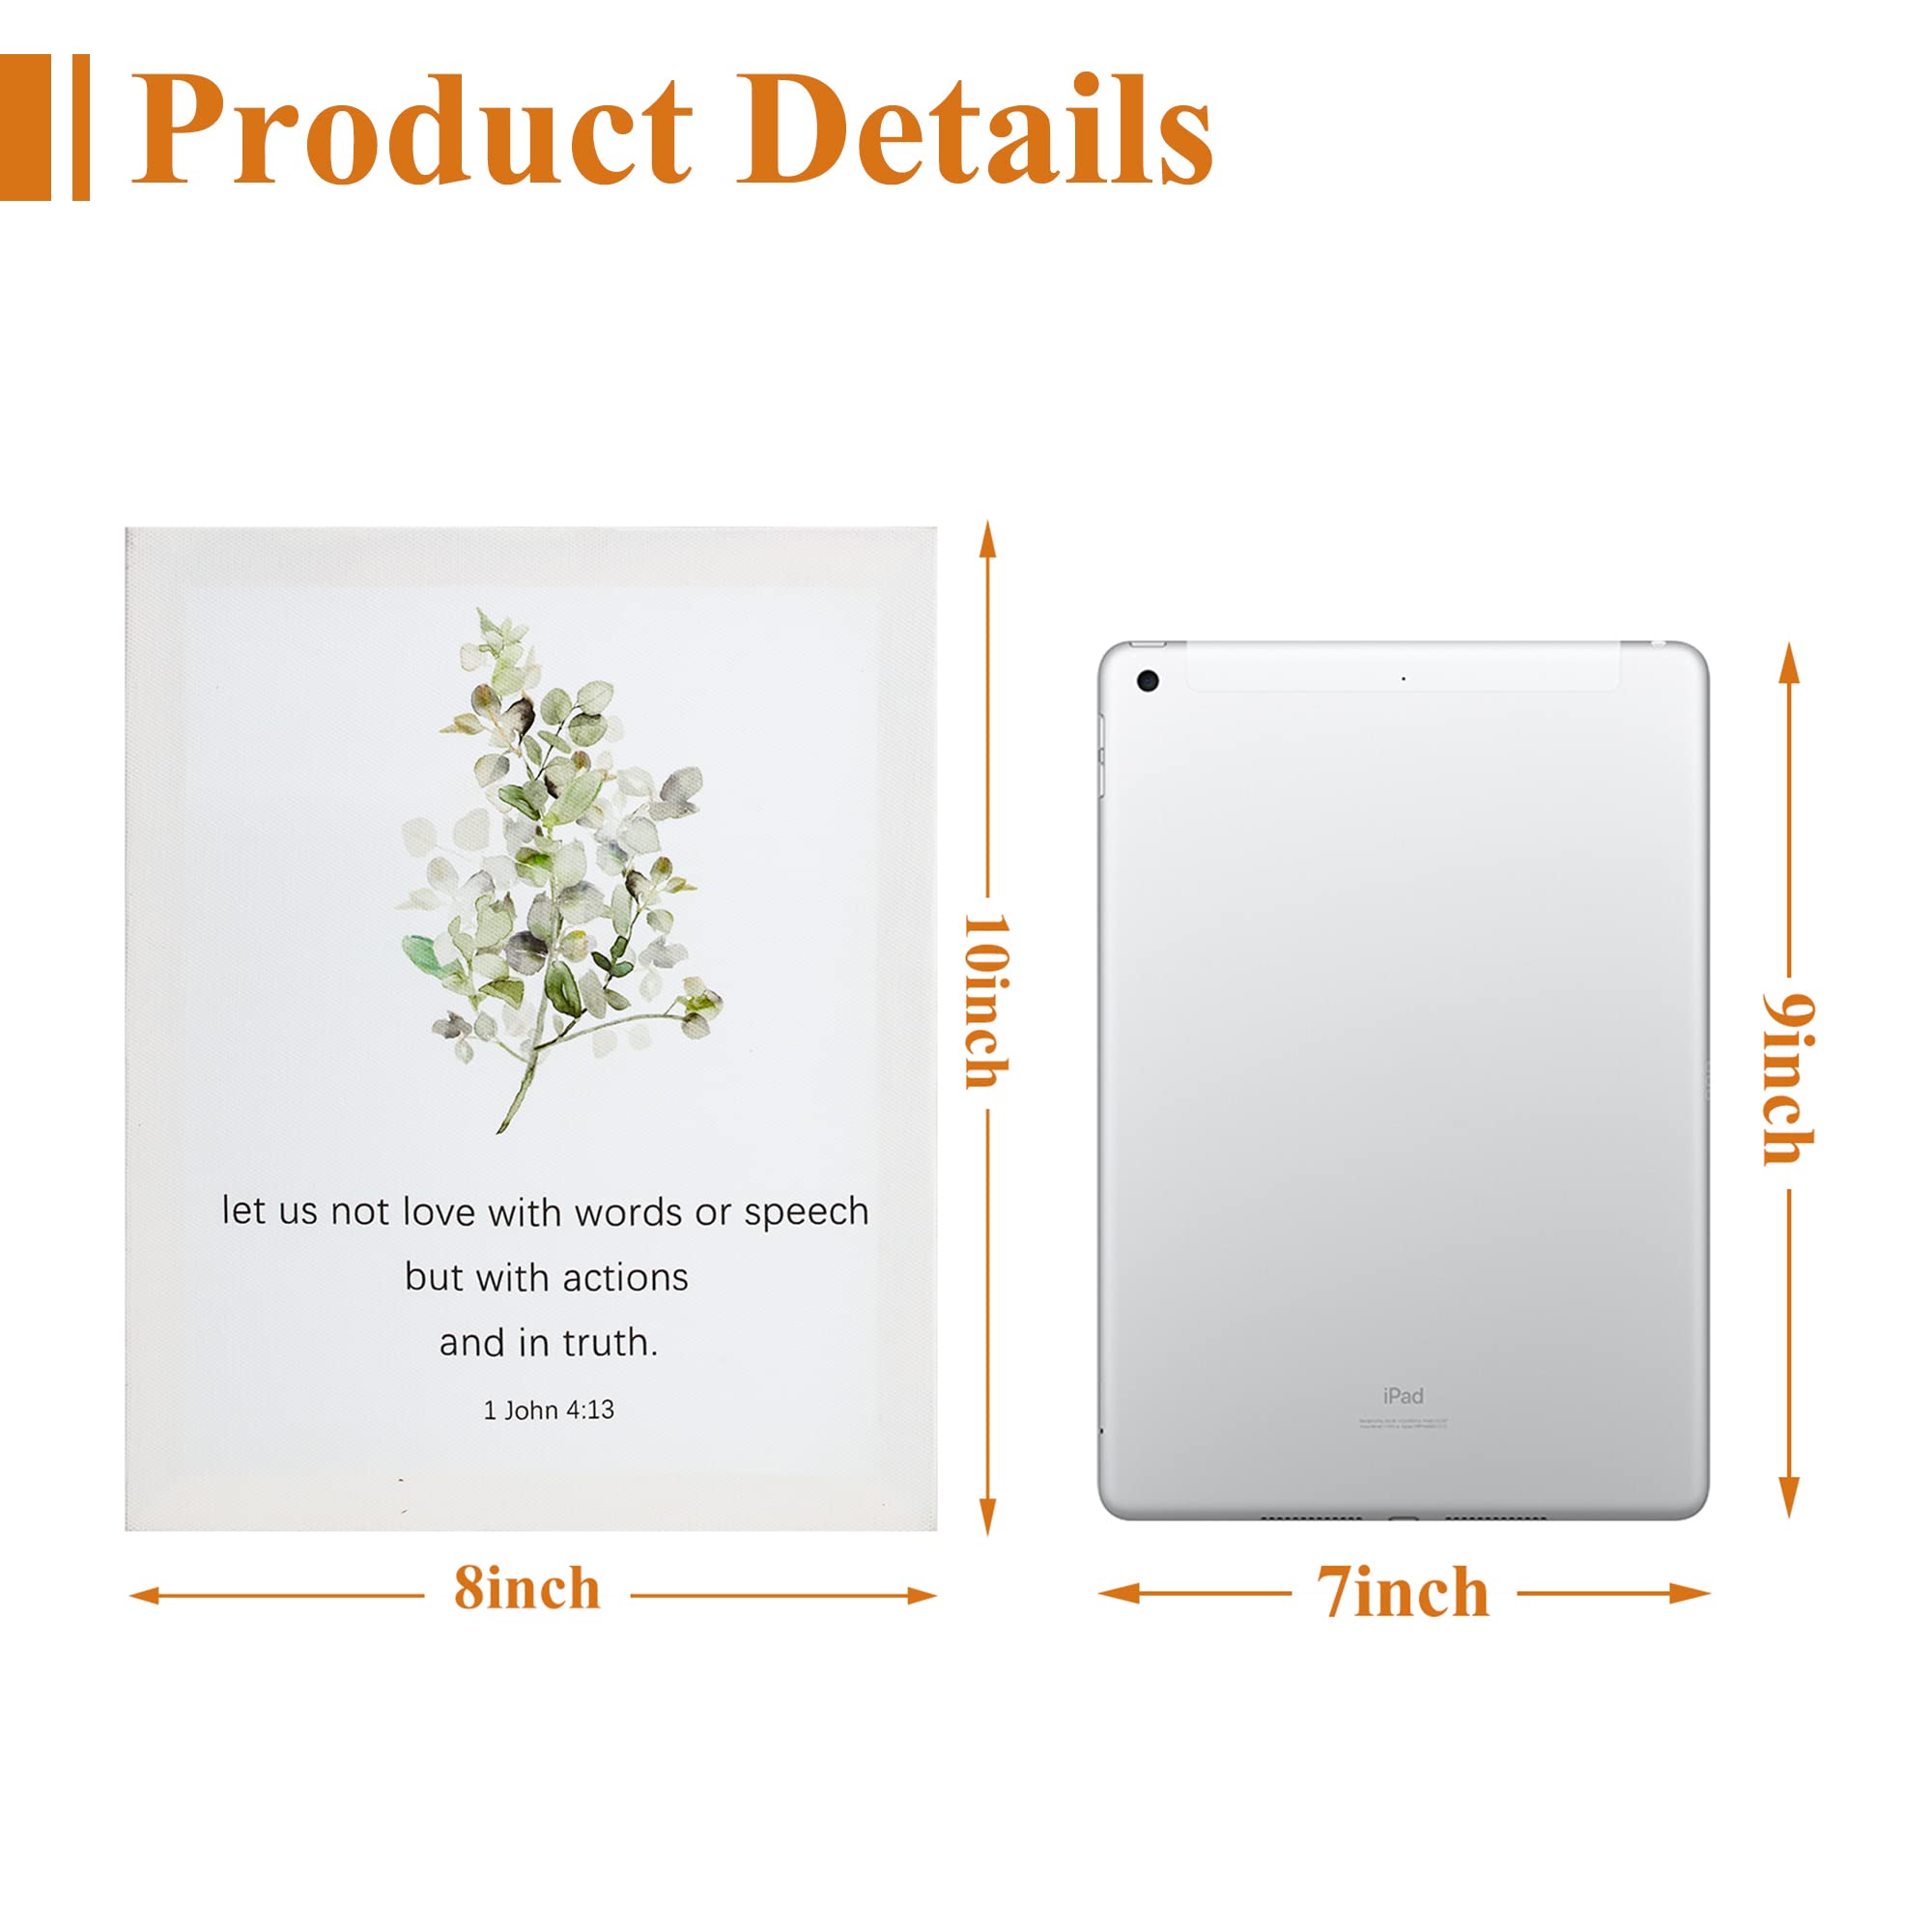 Product Details
let us not love with words or speech
but with actions
and in truth.
1 John 4:13
10inch
8inch
iPad
9inch
7inch